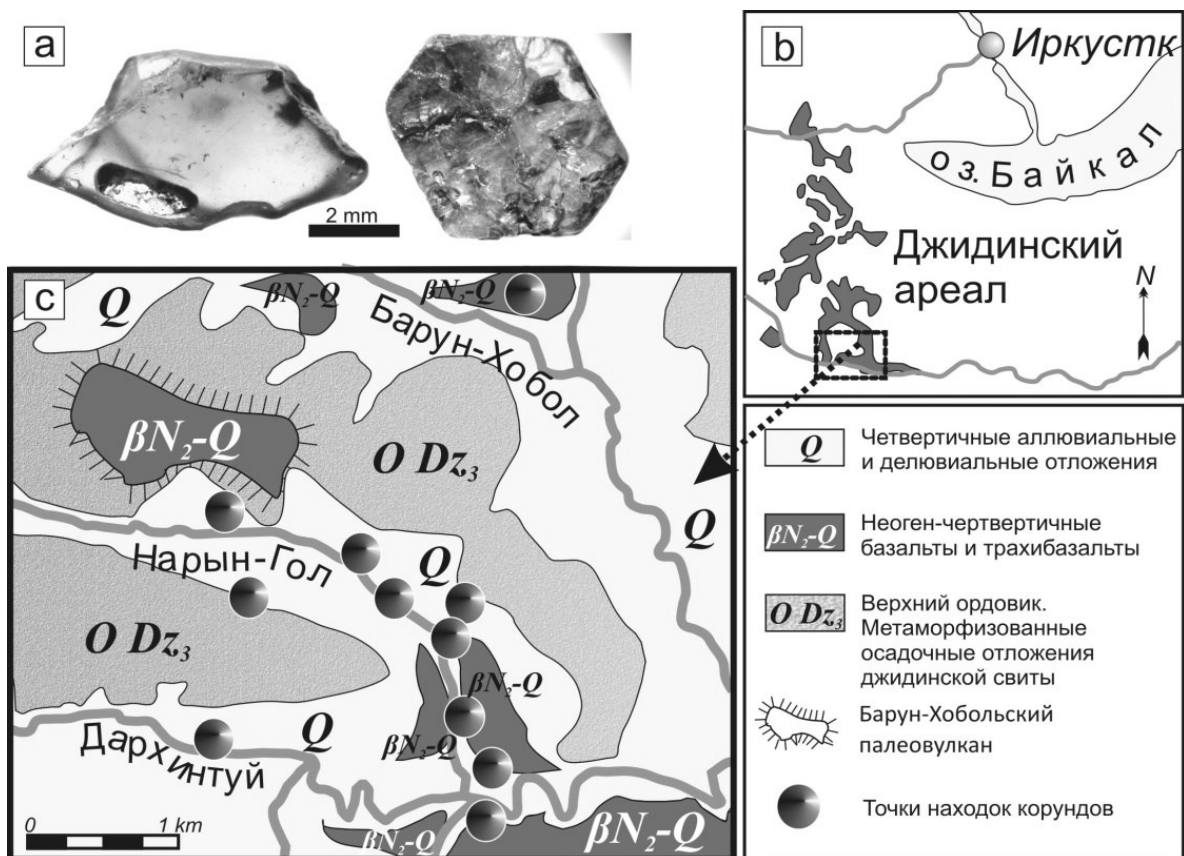 a
2 mm
b
Иркустк
оз. Байкал
Джидинский
ареал
N
c
Q
βN₂-Q
βN₂-Q
Барун-Хобол
βN₂-Q
O Dz₃
Q
Нарын-Гол
Q
O Dz₃
βN₂-Q
Q
βN₂-Q
Дархинтуй
0 1 km
βN₂-Q
βN₂-Q
Q
Четвертичные аллювиальные
и делювиальные отложения
βN₂-Q
Неоген-чертвертичные
базальты и трахибазальты
O Dz₃
Верхний ордовик.
Метаморфизованные
осадочные отложения
джидинской свиты
Барун-Хобольский
палеовулкан
Точки находок корундов